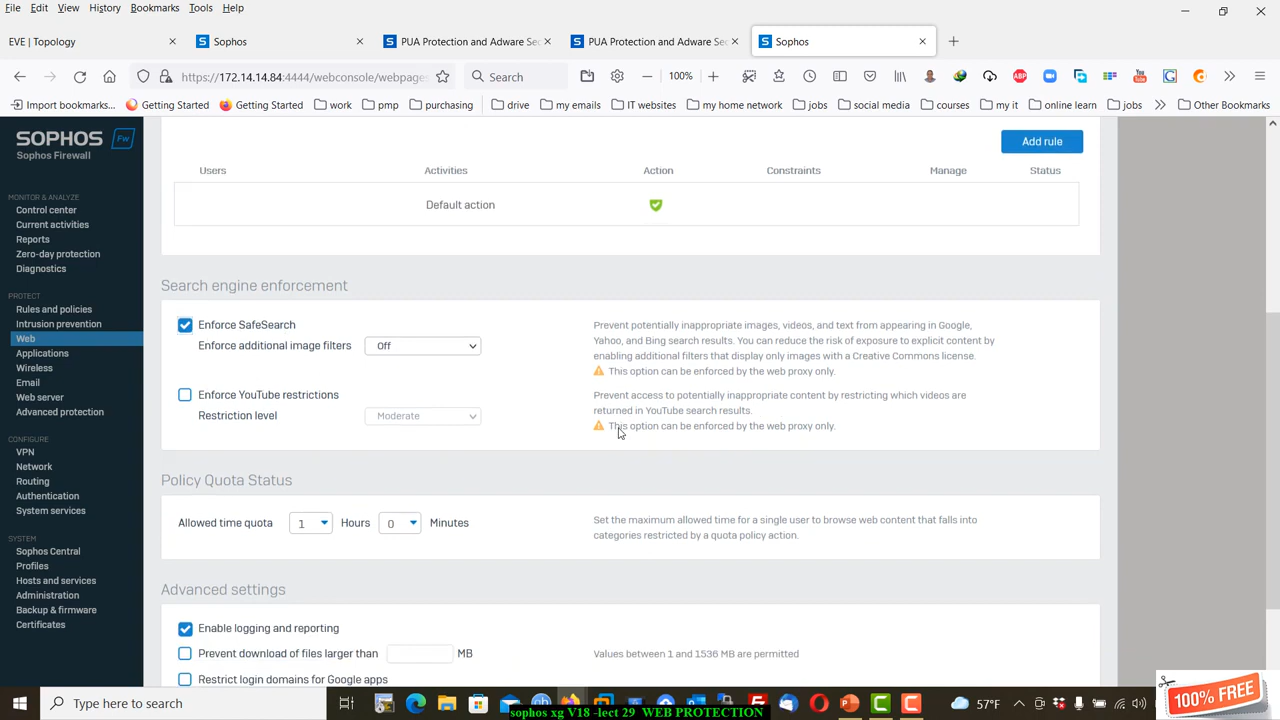 File Edit View History Bookmarks Tools Help
EVE | Topology
Sophos
PUA Protection and Adware Sec
PUA Protection and Adware Sec
Sophos
https://172.14.14.84:4444/webconsole/webpages
Search
100%
Import bookmarks...
Getting Started
Getting Started
work
pmp
purchasing
drive
my emails
IT websites
my home network
jobs
social media
courses
my it
online learn
jobs
Other Bookmarks
SOPHOS Fw
Sophos Firewall
MONITOR & ANALYZE
Control center
Current activities
Reports
Zero-day protection
Diagnostics
PROTECT
Rules and policies
Intrusion prevention
Web
Applications
Wireless
Email
Web server
Advanced protection
CONFIGURE
VPN
Network
Routing
Authentication
System services
SYSTEM
Sophos Central
Profiles
Hosts and services
Administration
Backup & firmware
Certificates
Add rule
Users Activities Action Constraints Manage Status
Default action
Search engine enforcement
Enforce SafeSearch
Enforce additional image filters Off
Prevent potentially inappropriate images, videos, and text from appearing in Google,
Yahoo, and Bing search results. You can reduce the risk of exposure to explicit content by
enabling additional filters that display only images with a Creative Commons license.
This option can be enforced by the web proxy only.
Enforce YouTube restrictions
Restriction level Moderate
Prevent access to potentially inappropriate content by restricting which videos are
returned in YouTube search results.
This option can be enforced by the web proxy only.
Policy Quota Status
Allowed time quota 1 Hours 0 Minutes
Set the maximum allowed time for a single user to browse web content that falls into
categories restricted by a quota policy action.
Advanced settings
Enable logging and reporting
Prevent download of files larger than MB
Values between 1 and 1536 MB are permitted
Restrict login domains for Google apps
Type here to search
57°F
sophos xg V18 -lect 29 WEB PROTECTION
100% FREE